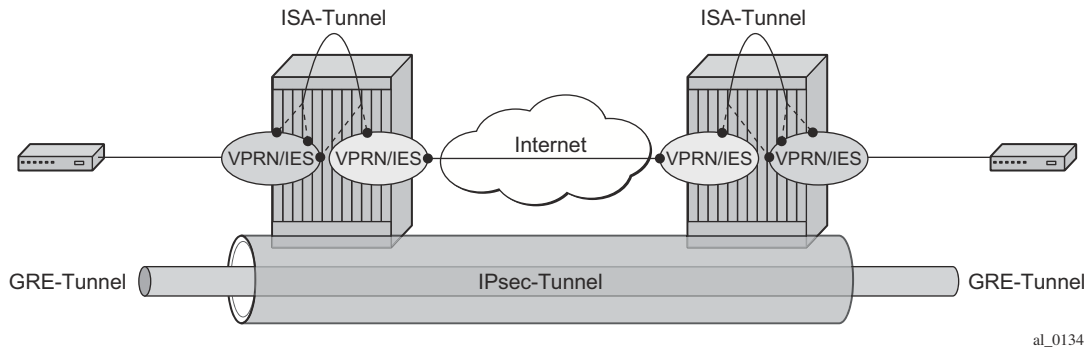 ISA-Tunnel
ISA-Tunnel
VPRN/IES
VPRN/IES
Internet
VPRN/IES
VPRN/IES
GRE-Tunnel
IPsec-Tunnel
GRE-Tunnel
al_0134